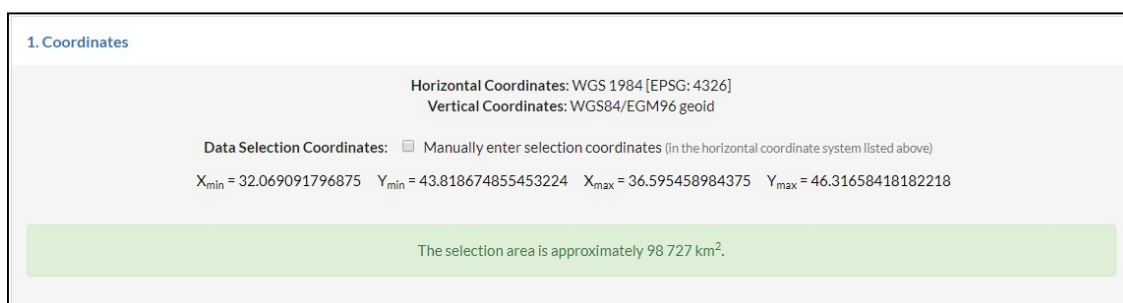 1. Coordinates
Horizontal Coordinates: WGS 1984 [EPSG: 4326]
Vertical Coordinates: WGS84/EGM96 geoid
Data Selection Coordinates: Manually enter selection coordinates (in the horizontal coordinate system listed above)
Xmin = 32.069091796875 Ymin = 43.818674855453224 Xmax = 36.595458984375 Ymax = 46.31658418182218
The selection area is approximately 98 727 km².